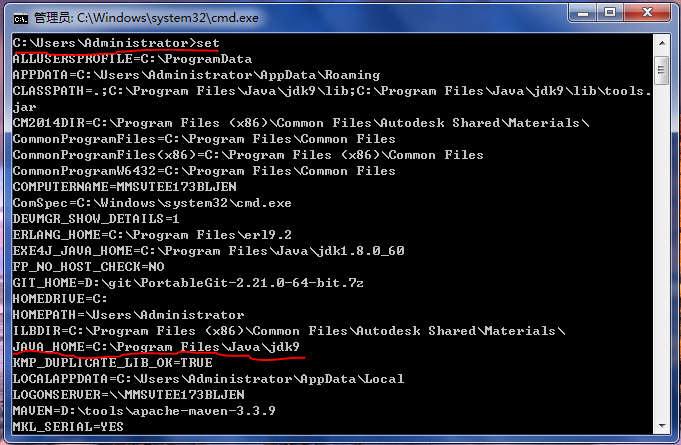 管理员: C:\Windows\system32\cmd.exe
C:\Users\Administrator>set
ALLUSERSPROFILE=C:\ProgramData
APPDATA=C:\Users\Administrator\AppData\Roaming
CLASSPATH=.;C:\Program Files\Java\jdk9\lib;C:\Program Files\Java\jdk9\lib\tools.
jar
CM2014DIR=C:\Program Files (x86)\Common Files\Autodesk Shared\Materials\
CommonProgramFiles=C:\Program Files\Common Files
CommonProgramFiles(x86)=C:\Program Files (x86)\Common Files
CommonProgramW6432=C:\Program Files\Common Files
COMPUTERNAME=MMSVTEE173BLJEN
ComSpec=C:\Windows\system32\cmd.exe
DEVMGR_SHOW_DETAILS=1
ERLANG_HOME=C:\Program Files\erl9.2
EXE4J_JAVA_HOME=C:\Program Files\Java\jdk1.8.0_60
FP_NO_HOST_CHECK=NO
GIT_HOME=D:\git\PortableGit-2.21.0-64-bit.7z
HOMEDRIVE=C:
HOMEPATH=\Users\Administrator
ILBDIR=C:\Program Files (x86)\Common Files\Autodesk Shared\Materials\
JAVA_HOME=C:\Program Files\Java\jdk9
KMP_DUPLICATE_LIB_OK=TRUE
LOCALAPPDATA=C:\Users\Administrator\AppData\Local
LOGONSERVER=\\MMSVTEE173BLJEN
MAVEN=D:\tools\apache-maven-3.3.9
MKL_SERIAL=YES